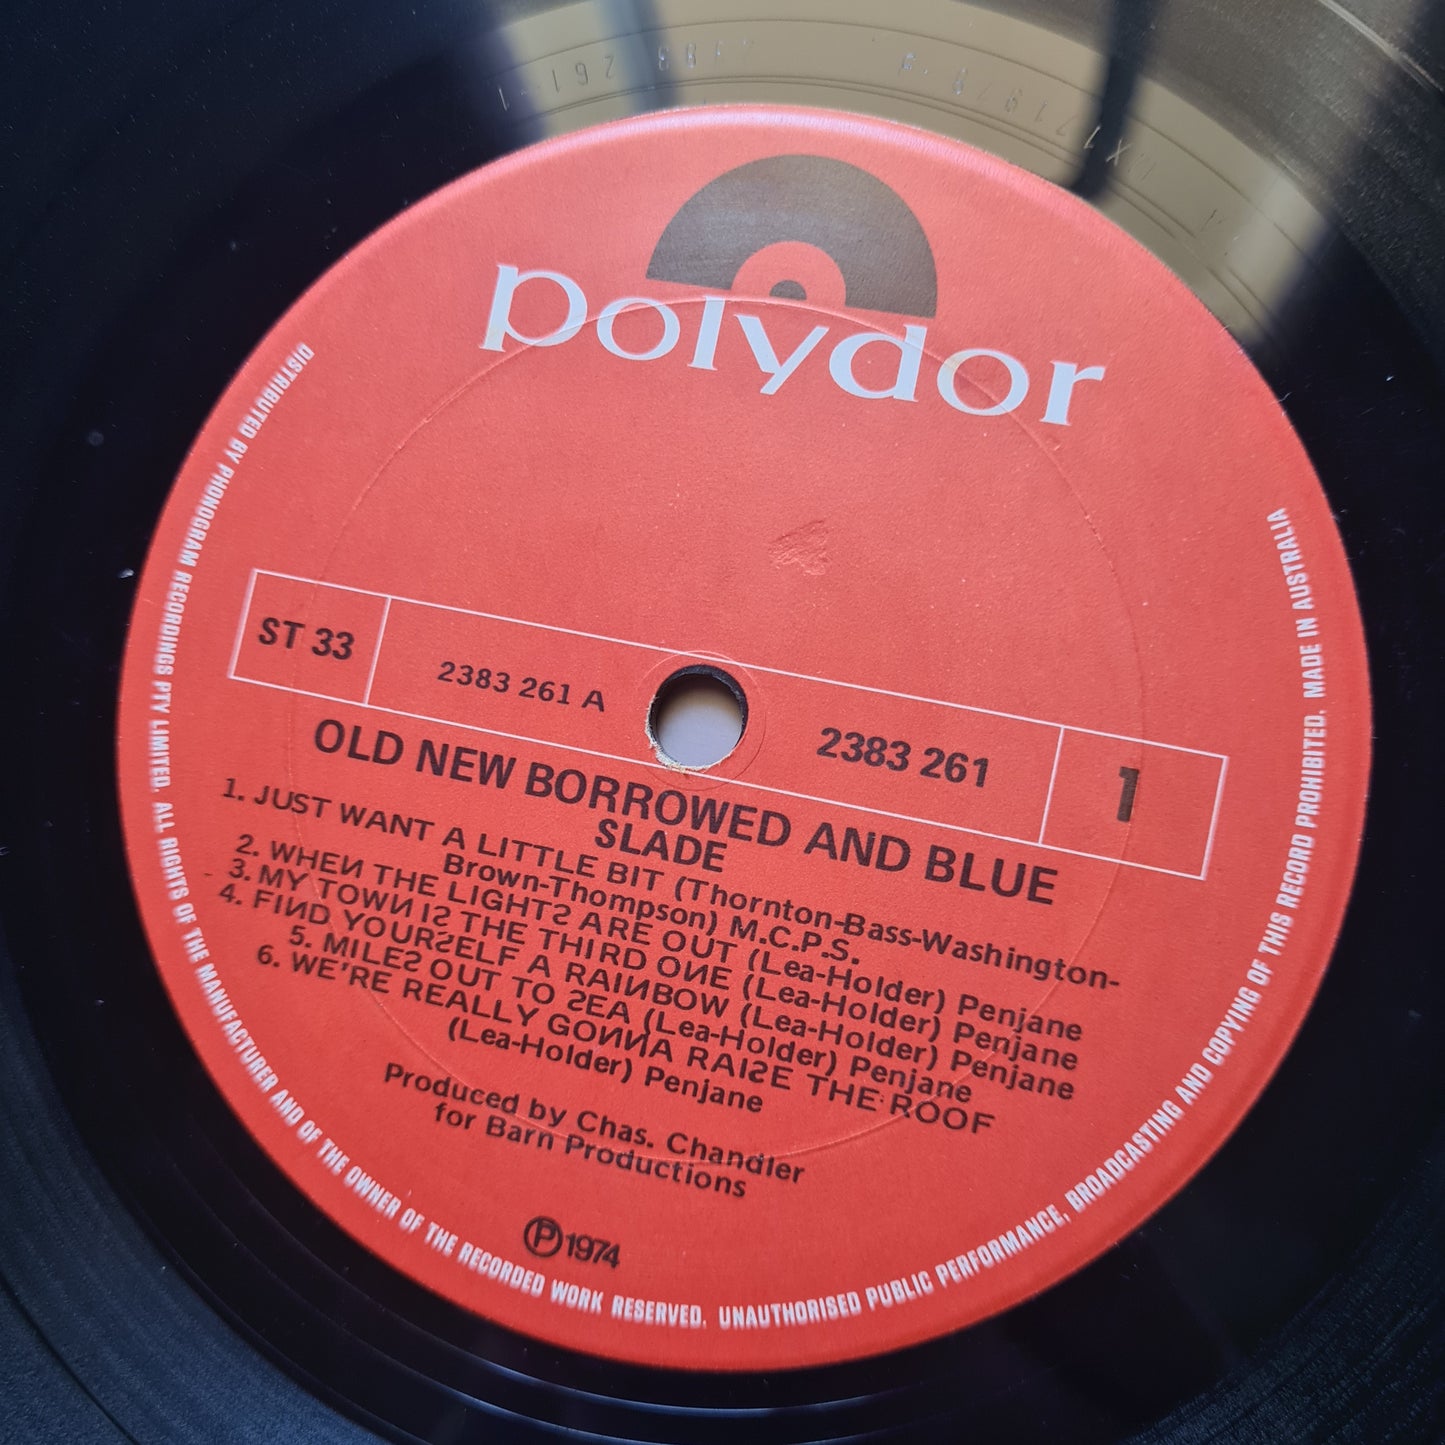 polydor
ST 33
2383 261 A
2383 261
1
OLD NEW BORROWED AND BLUE
SLADE
1. JUST WANT A LITTLE BIT (Thornton-Bass-Washington-
Brown-Thompson) M.C.P.S.
2. WHEN THE LIGHTS ARE OUT (Lea-Holder) Penjane
3. MY TOWN IS THE THIRD ONE (Lea-Holder) Penjane
4. FIND YOURSELF A RAINBOW (Lea-Holder) Penjane
5. MILES OUT TO SEA (Lea-Holder) Penjane
6. WE'RE REALLY GONNA RAISE THE ROOF
(Lea-Holder) Penjane
Produced by Chas. Chandler
for Barn Productions
Ⓟ 1974
DISTRIBUTED BY PHONOGRAM RECORDINGS PTY LIMITED. ALL RIGHTS OF THE MANUFACTURER AND OF THE OWNER OF THE RECORDED WORK RESERVED. UNAUTHORISED PUBLIC PERFORMANCE, BROADCASTING AND COPYING OF THIS RECORD PROHIBITED. MADE IN AUSTRALIA